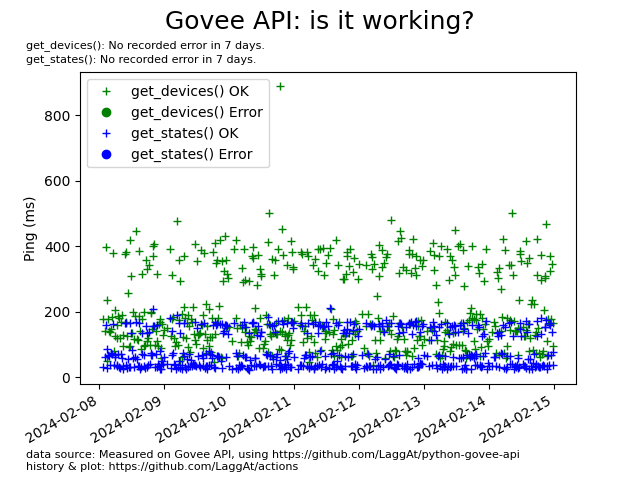 Govee API: is it working?
get_devices(): No recorded error in 7 days.
get_states(): No recorded error in 7 days.
get_devices() OK
get_devices() Error
get_states() OK
get_states() Error
Ping (ms)
800
600
400
200
0
2024-02-08
2024-02-09
2024-02-10
2024-02-11
2024-02-12
2024-02-13
2024-02-14
2024-02-15
data source: Measured on Govee API, using https://github.com/LaggAt/python-govee-api
history & plot: https://github.com/LaggAt/actions